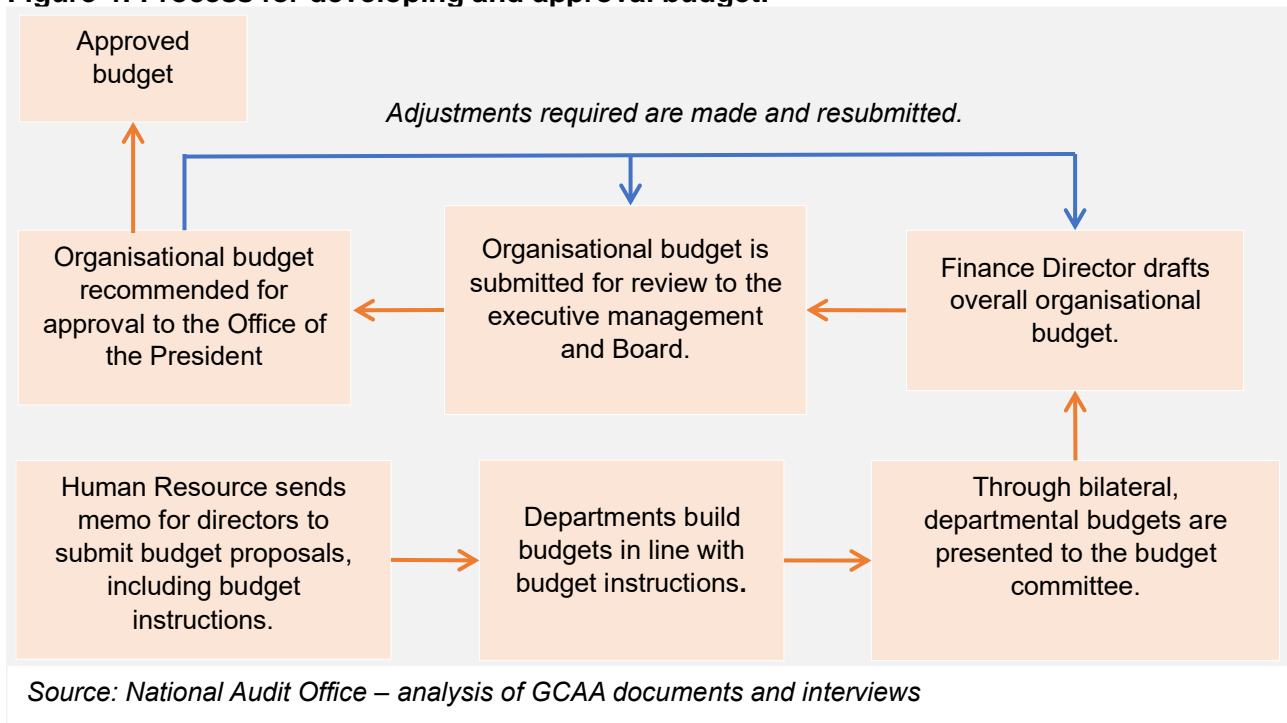 Approved
budget
Adjustments required are made and resubmitted.
Organisational budget
recommended for
approval to the Office of
the President
Organisational budget is
submitted for review to the
executive management
and Board.
Finance Director drafts
overall organisational
budget.
Human Resource sends
memo for directors to
submit budget proposals,
including budget
instructions.
Departments build
budgets in line with
budget instructions.
Through bilateral,
departmental budgets are
presented to the budget
committee.
Source: National Audit Office – analysis of GCAA documents and interviews